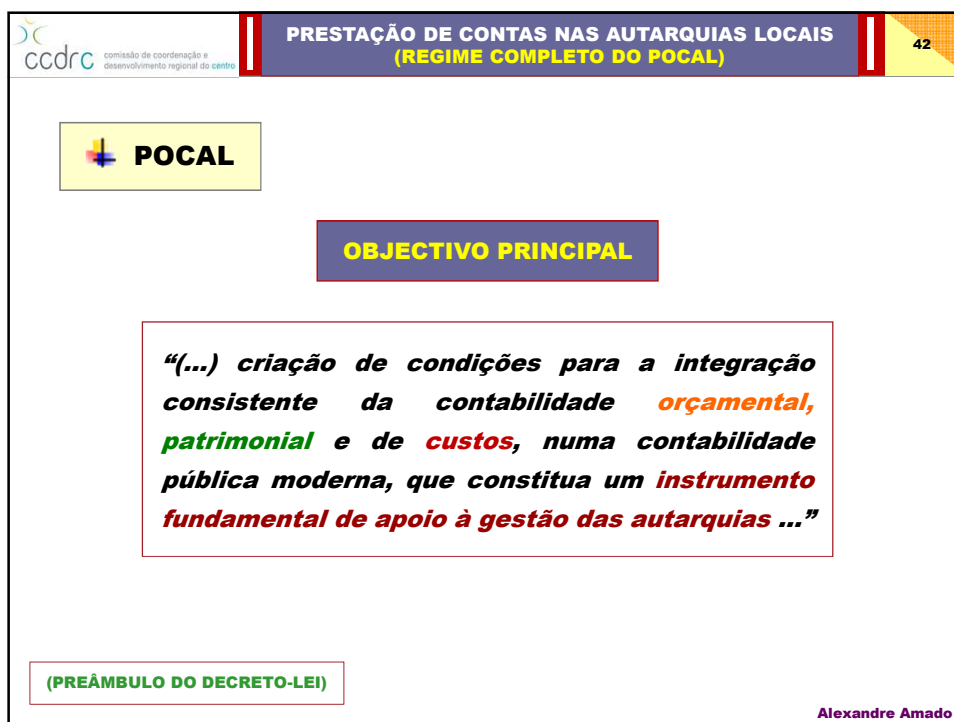 ccdrc
comissão de coordenação e
desenvolvimento regional do centro
PRESTAÇÃO DE CONTAS NAS AUTARQUIAS LOCAIS
(REGIME COMPLETO DO POCAL)
42
POCAL
OBJECTIVO PRINCIPAL
“(...) criação de condições para a integração
consistente da contabilidade orçamental,
patrimonial e de custos, numa contabilidade
pública moderna, que constitua um instrumento
fundamental de apoio à gestão das autarquias ...”
(PREÂMBULO DO DECRETO-LEI)
Alexandre Amado